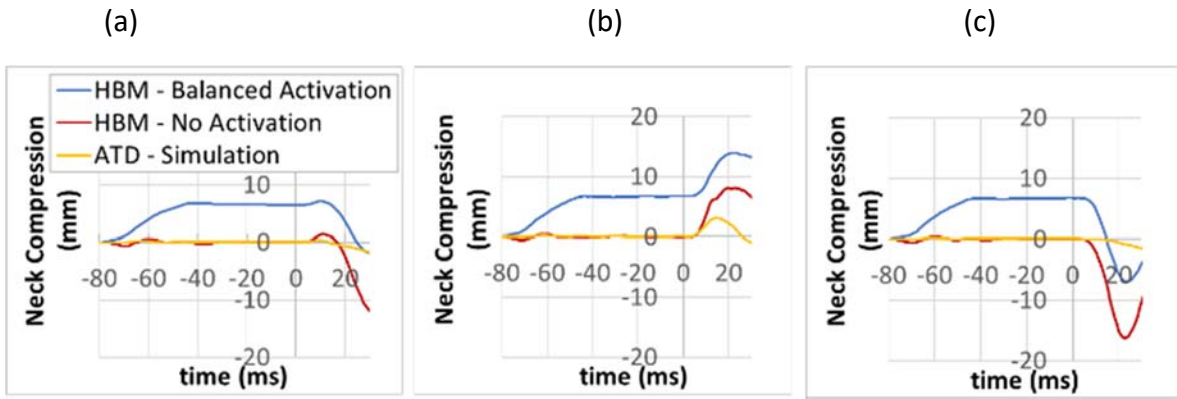 (a) (b) (c)
HBM - Balanced Activation
HBM - No Activation
ATD - Simulation
Neck Compression
(mm)
10
0
-80 -60 -40 -20 0 20
-10
-20
time (ms)
Neck Compression
(mm)
20
10
0
-80 -60 -40 -20 0 20
-10
-20
time (ms)
Neck Compression
(mm)
20
10
0
-80 -60 -40 -20 0 20
-10
-20
time (ms)